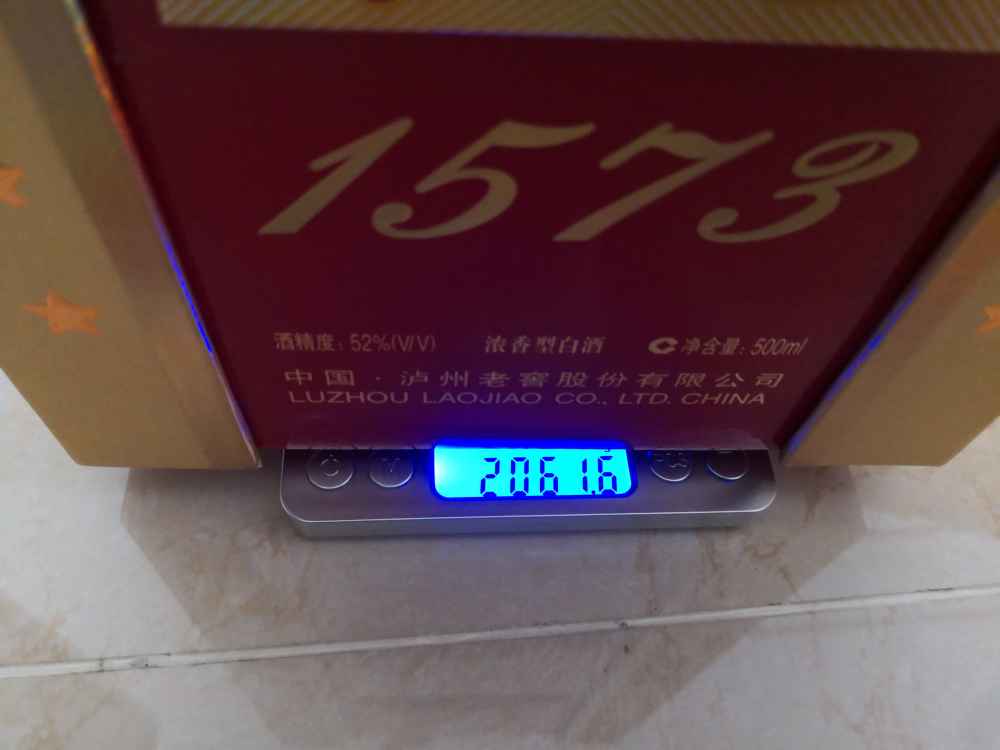 1573
酒精度: 52%(V/V) 浓香型白酒 净含量: 500ml
中国·泸州老窖股份有限公司
LUZHOU LAOJIAO CO., LTD. CHINA
2061.6